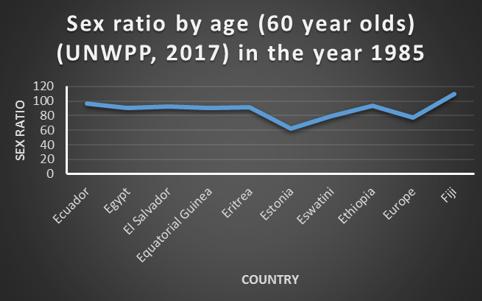 Sex ratio by age (60 year olds)
(UNWPP, 2017) in the year 1985
SEX RATIO
120
100
80
60
40
20
0
Ecuador
Egypt
El Salvador
Equatorial Guinea
Eritrea
Estonia
Eswatini
Ethiopia
Europe
Fiji
COUNTRY